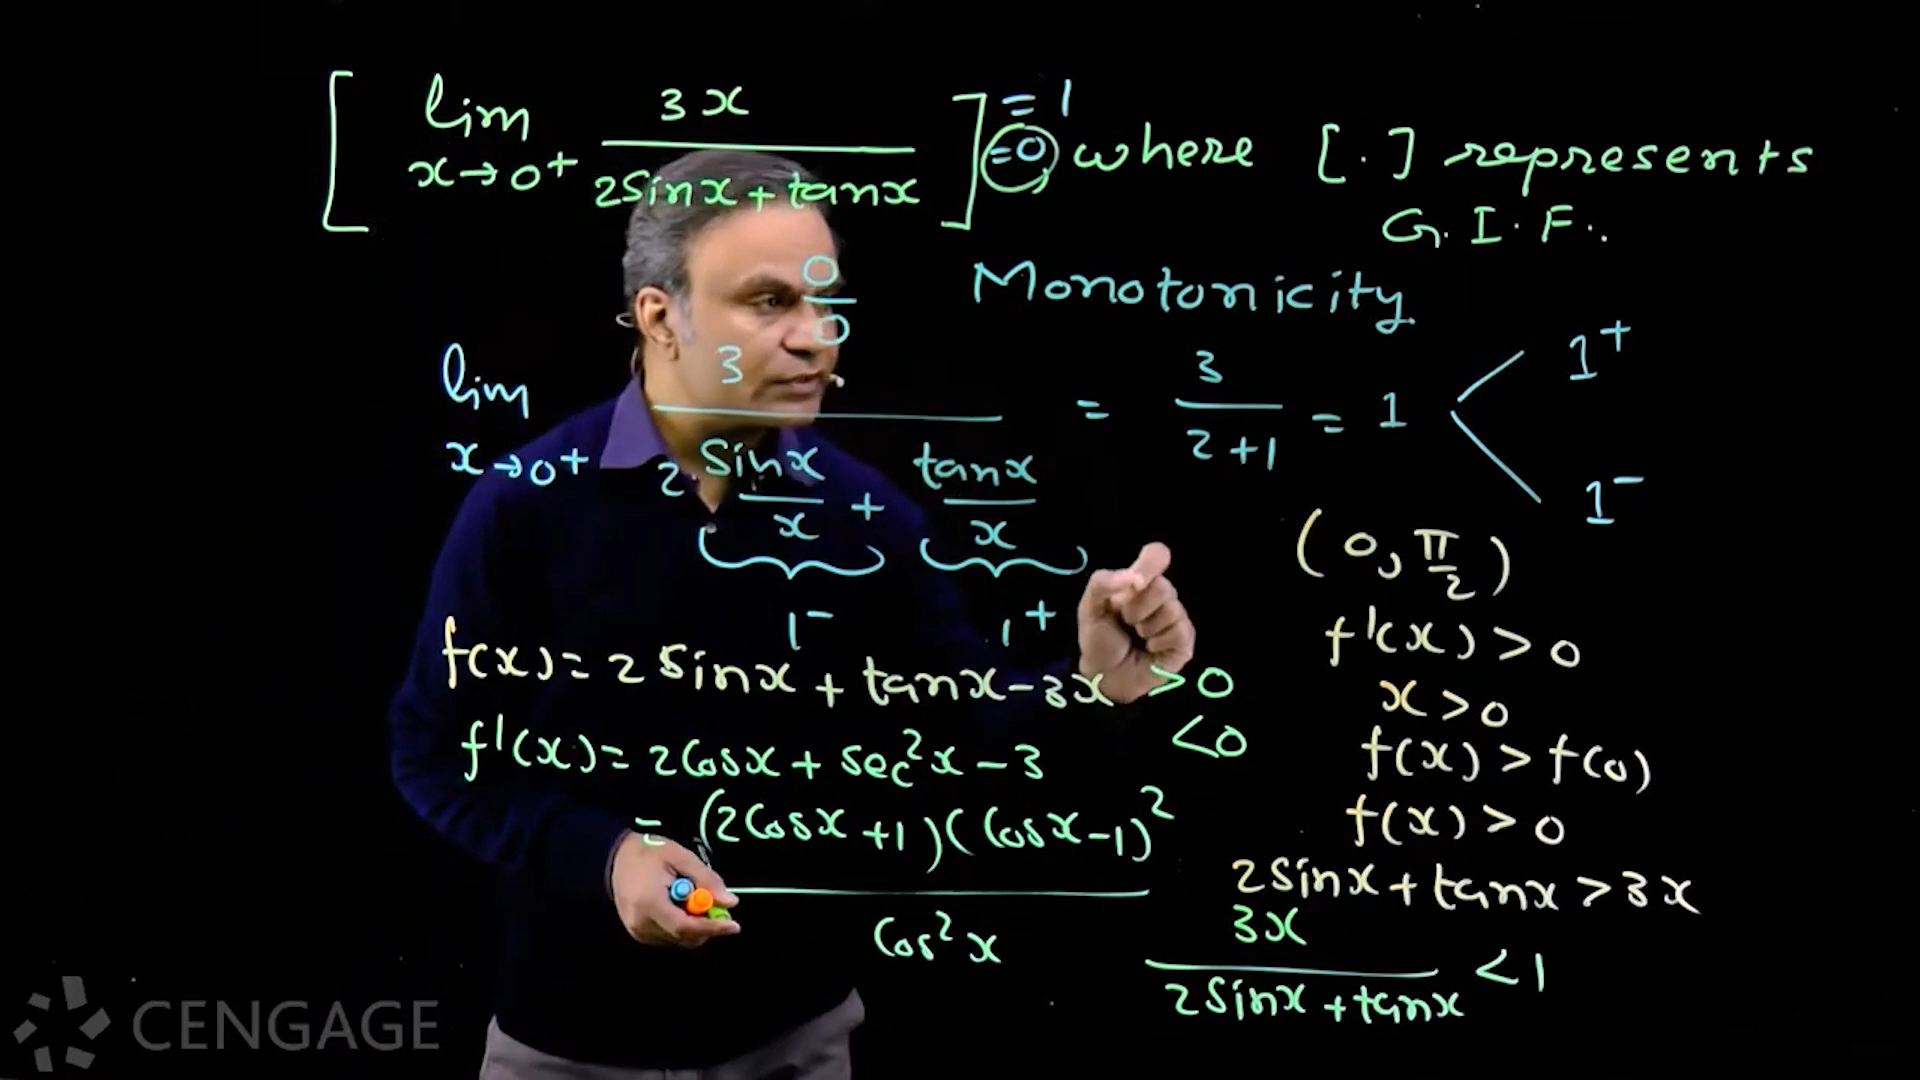 [ lim x→0+ 3x / (2Sinx + tanx) ] = 1
=0, where [.] represents
G.I.F..
0/0
Monotonicity
lim x→0+ 3 / (2 Sinx/x + tanx/x) = 3/(2+1) = 1 < 1+
1-
1- 1+
(0, π/2)
f(x) = 2Sinx + tanx - 3x > 0
< 0
f'(x) > 0
x > 0
f'(x) = 2Cosx + sec²x - 3
f(x) > f(0)
= (2Cosx + 1)(Cosx - 1)² / Cos²x
f(x) > 0
2Sinx + tanx > 3x
3x / (2Sinx + tanx) < 1
CENGAGE